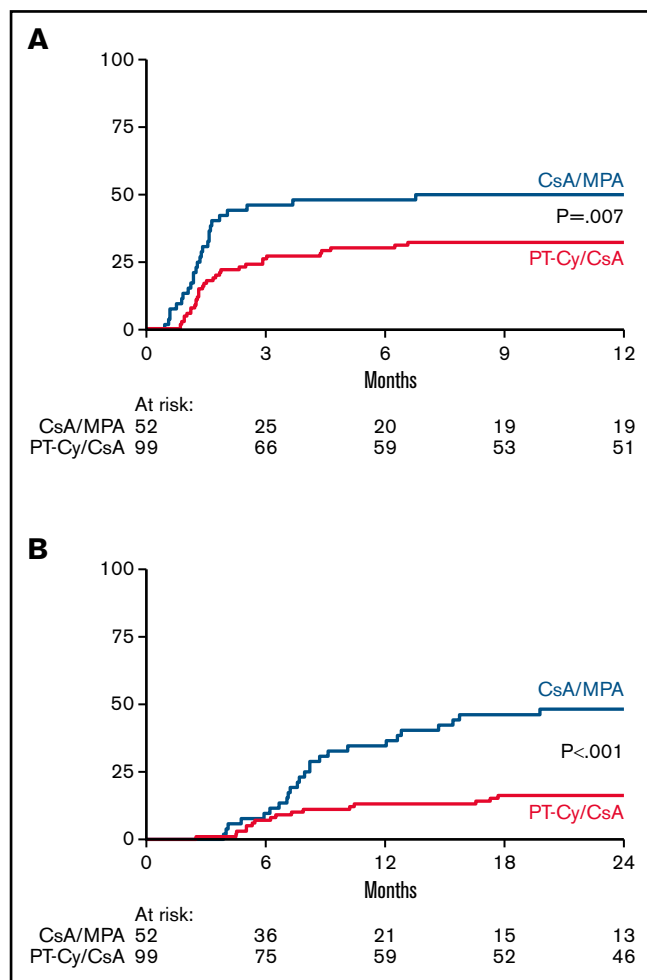 A
100
75
50
25
0
CsA/MPA
P=.007
PT-Cy/CsA
0 3 6 9 12
Months
At risk:
CsA/MPA 52 25 20 19 19
PT-Cy/CsA 99 66 59 53 51
B
100
75
50
25
0
CsA/MPA
P<.001
PT-Cy/CsA
0 6 12 18 24
Months
At risk:
CsA/MPA 52 36 21 15 13
PT-Cy/CsA 99 75 59 52 46